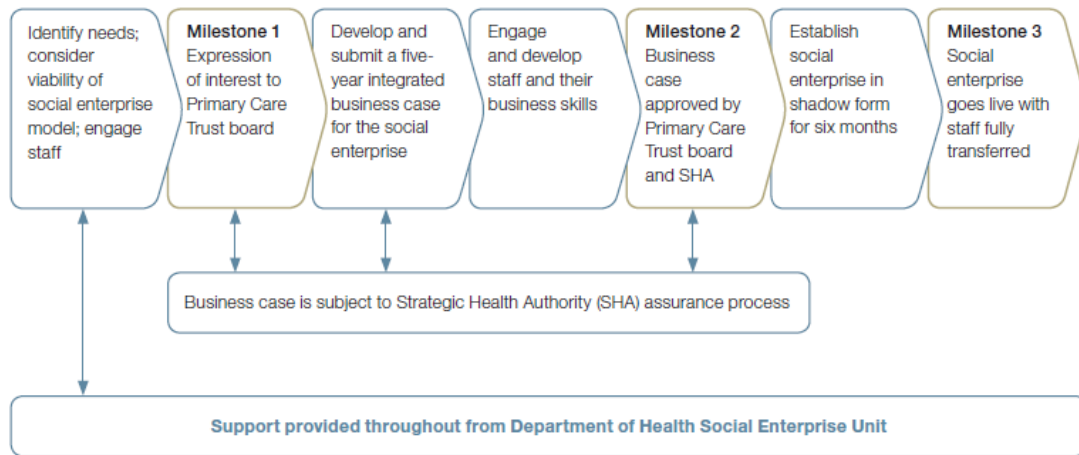 Identify needs;
consider
viability of
social enterprise
model; engage
staff
Milestone 1
Expression
of interest to
Primary Care
Trust board
Develop and
submit a five-
year integrated
business case
for the social
enterprise
Engage
and develop
staff and their
business skills
Milestone 2
Business
case
approved by
Primary Care
Trust board
and SHA
Establish
social
enterprise in
shadow form
for six months
Milestone 3
Social
enterprise
goes live with
staff fully
transferred
Business case is subject to Strategic Health Authority (SHA) assurance process
Support provided throughout from Department of Health Social Enterprise Unit